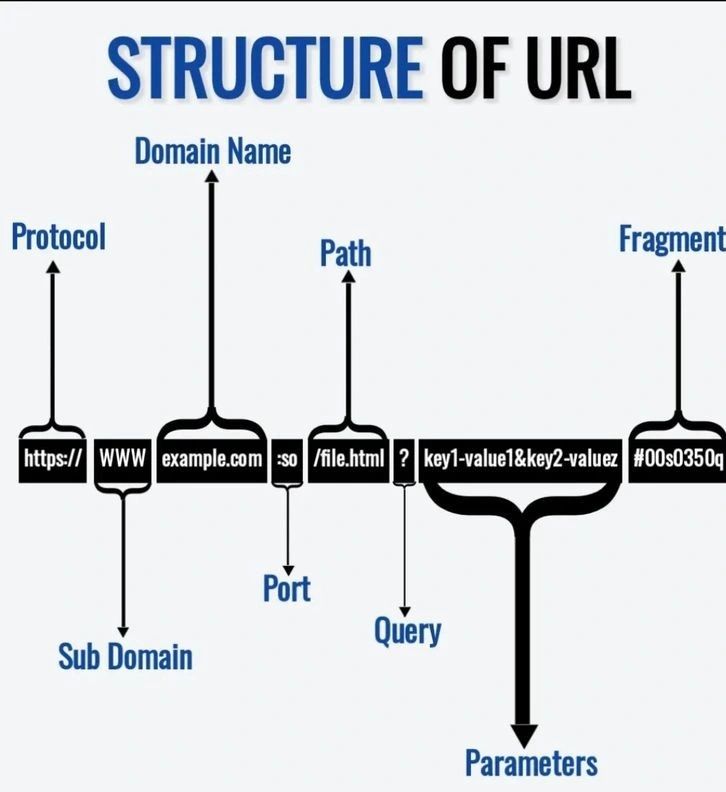 STRUCTURE OF URL
Domain Name
Protocol
Path
Fragment
https:// WWW example.com :so /file.html ? key1-value1&key2-valuez #00s0350q
Port
Query
Sub Domain
Parameters